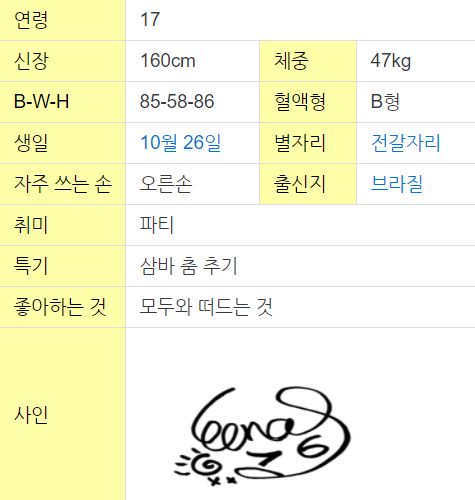 연령 17
신장 160cm 체중 47kg
B-W-H 85-58-86 혈액형 B형
생일 10월 26일 별자리 전갈자리
자주 쓰는 손 오른손 출신지 브라질
취미 파티
특기 삼바 춤 추기
좋아하는 것 모두와 떠드는 것
사인